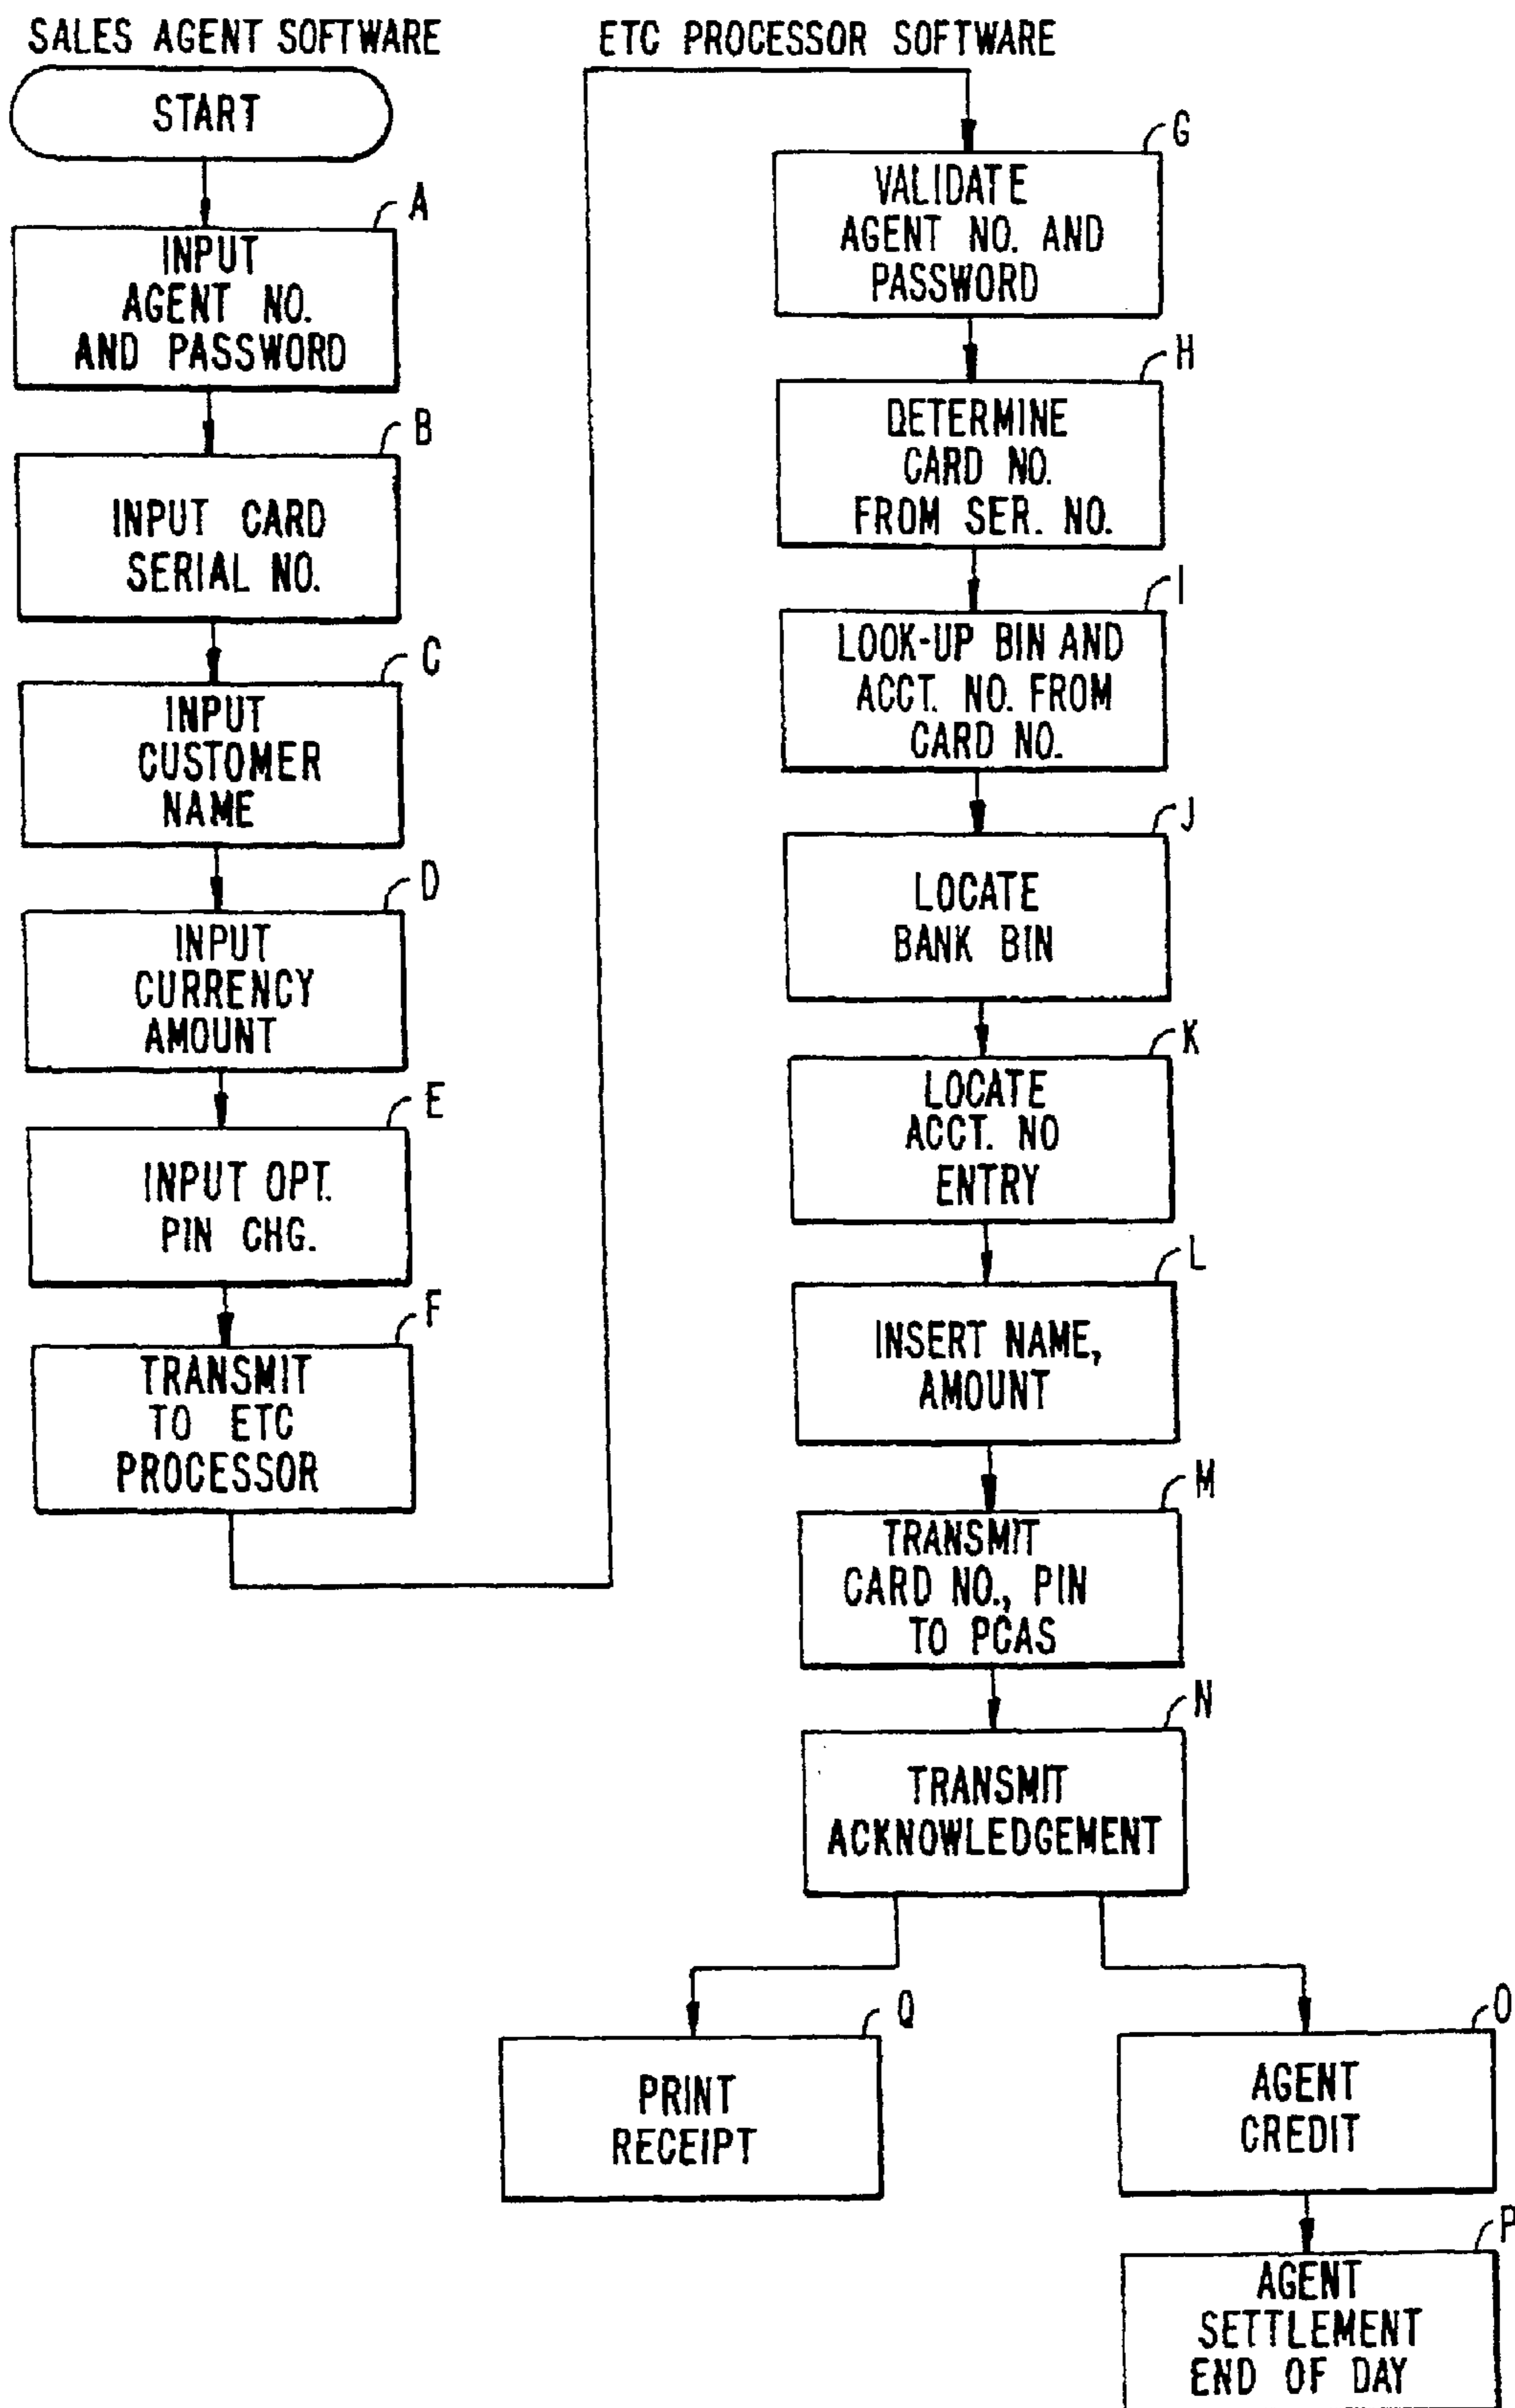 SALES AGENT SOFTWARE
START
A
INPUT
AGENT NO.
AND PASSWORD
B
INPUT CARD
SERIAL NO.
C
INPUT
CUSTOMER
NAME
D
INPUT
CURRENCY
AMOUNT
E
INPUT OPT.
PIN CHG.
F
TRANSMIT
TO ETC
PROCESSOR
ETC PROCESSOR SOFTWARE
G
VALIDATE
AGENT NO. AND
PASSWORD
H
DETERMINE
CARD NO.
FROM SER. NO.
I
LOOK-UP BIN AND
ACCT. NO. FROM
CARD NO.
J
LOCATE
BANK BIN
K
LOCATE
ACCT. NO
ENTRY
L
INSERT NAME,
AMOUNT
M
TRANSMIT
CARD NO., PIN
TO PCAS
N
TRANSMIT
ACKNOWLEDGEMENT
Q
PRINT
RECEIPT
O
AGENT
CREDIT
P
AGENT
SETTLEMENT
END OF DAY